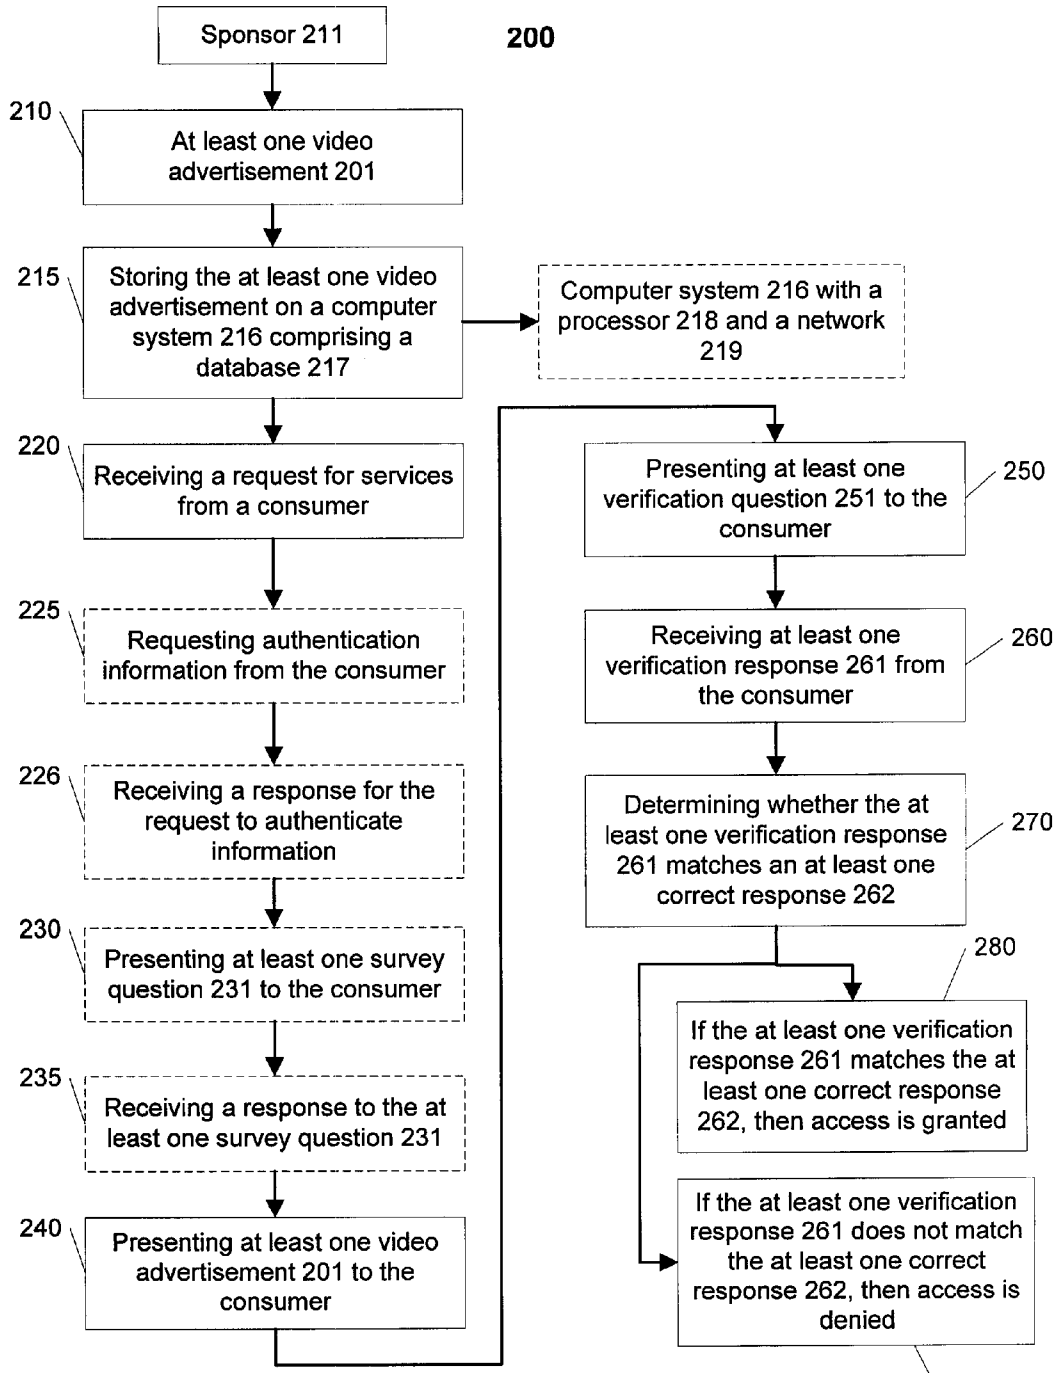 Sponsor 211
200
210
At least one video
advertisement 201
215
Storing the at least one video
advertisement on a computer
system 216 comprising a
database 217
Computer system 216 with a
processor 218 and a network
219
220
Receiving a request for services
from a consumer
225
Requesting authentication
information from the consumer
226
Receiving a response for the
request to authenticate
information
230
Presenting at least one survey
question 231 to the consumer
235
Receiving a response to the at
least one survey question 231
240
Presenting at least one video
advertisement 201 to the
consumer
250
Presenting at least one
verification question 251 to the
consumer
260
Receiving at least one
verification response 261 from
the consumer
270
Determining whether the at
least one verification response
261 matches an at least one
correct response 262
280
If the at least one verification
response 261 matches the at
least one correct response
262, then access is granted
If the at least one verification
response 261 does not match
the at least one correct
response 262, then access is
denied